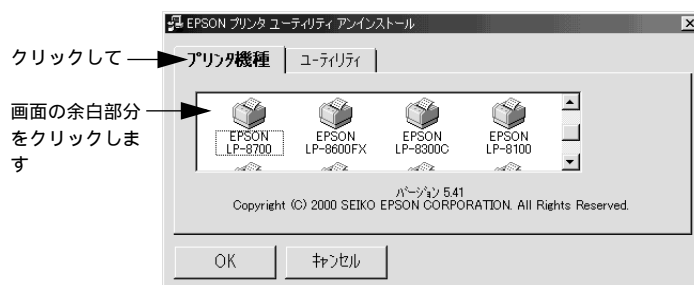 EPSON プリンタ ユーティリティ アンインストール
クリックして
プリンタ機種
ユーティリティ
画面の余白部分
をクリックしま
す
EPSON
LP-8700
EPSON
LP-8600FX
EPSON
LP-8300C
EPSON
LP-8100
バージョン 5.41
Copyright (C) 2000 SEIKO EPSON CORPORATION. All Rights Reserved.
OK
キャンセル